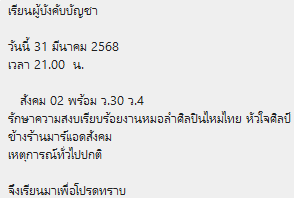 เรียนผู้บังคับบัญชา
วันนี้ 31 มีนาคม 2568
เวลา 21.00 น.
สังคม 02 พร้อม ว.30 ว.4
รักษาความสงบเรียบร้อยงานหมอลำศิลปินไหมไทย หัวใจศิลป์
ข้างร้านมาร์แอดสังคม
เหตุการณ์ทั่วไปปกติ
จึงเรียนมาเพื่อโปรดทราบ